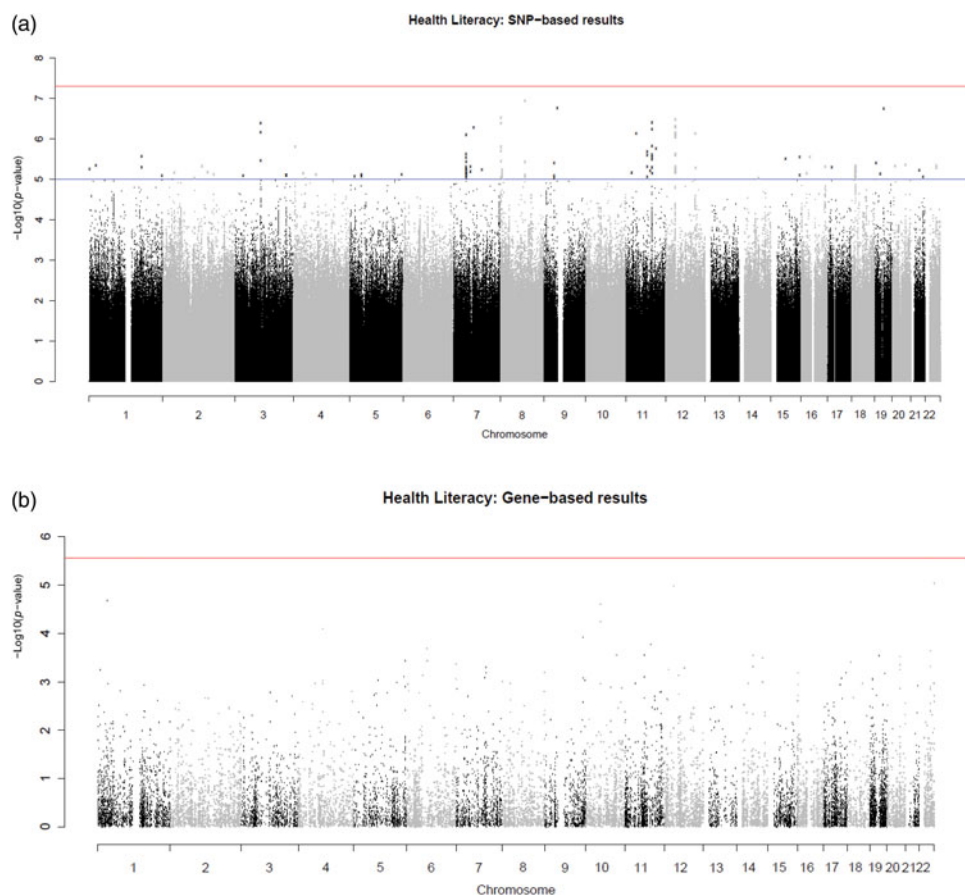 (a)
Health Literacy: SNP−based results
−Log10(p−value)
8
7
6
5
4
3
2
1
0
1 2 3 4 5 6 7 8 9 10 11 12 13 14 15 16 17 18 19 20 21 22
Chromosome
(b)
Health Literacy: Gene−based results
−Log10(p−value)
6
5
4
3
2
1
0
1 2 3 4 5 6 7 8 9 10 11 12 13 14 15 16 17 18 19 20 21 22
Chromosome